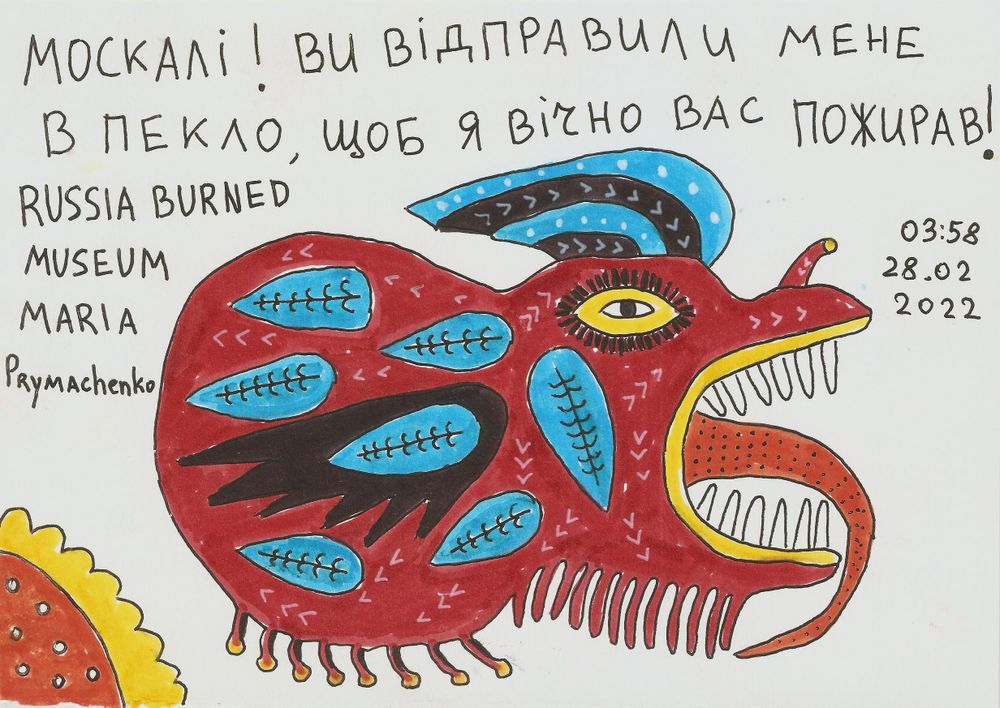 МОСКАЛІ! ВИ ВІДПРАВИЛИ МЕНЕ
В ПЕКЛО, ЩОБ Я ВІЧНО ВАС ПОЖИРАВ!
RUSSIA BURNED
MUSEUM
MARIA
PRymachenko
03:58
28.02
2022